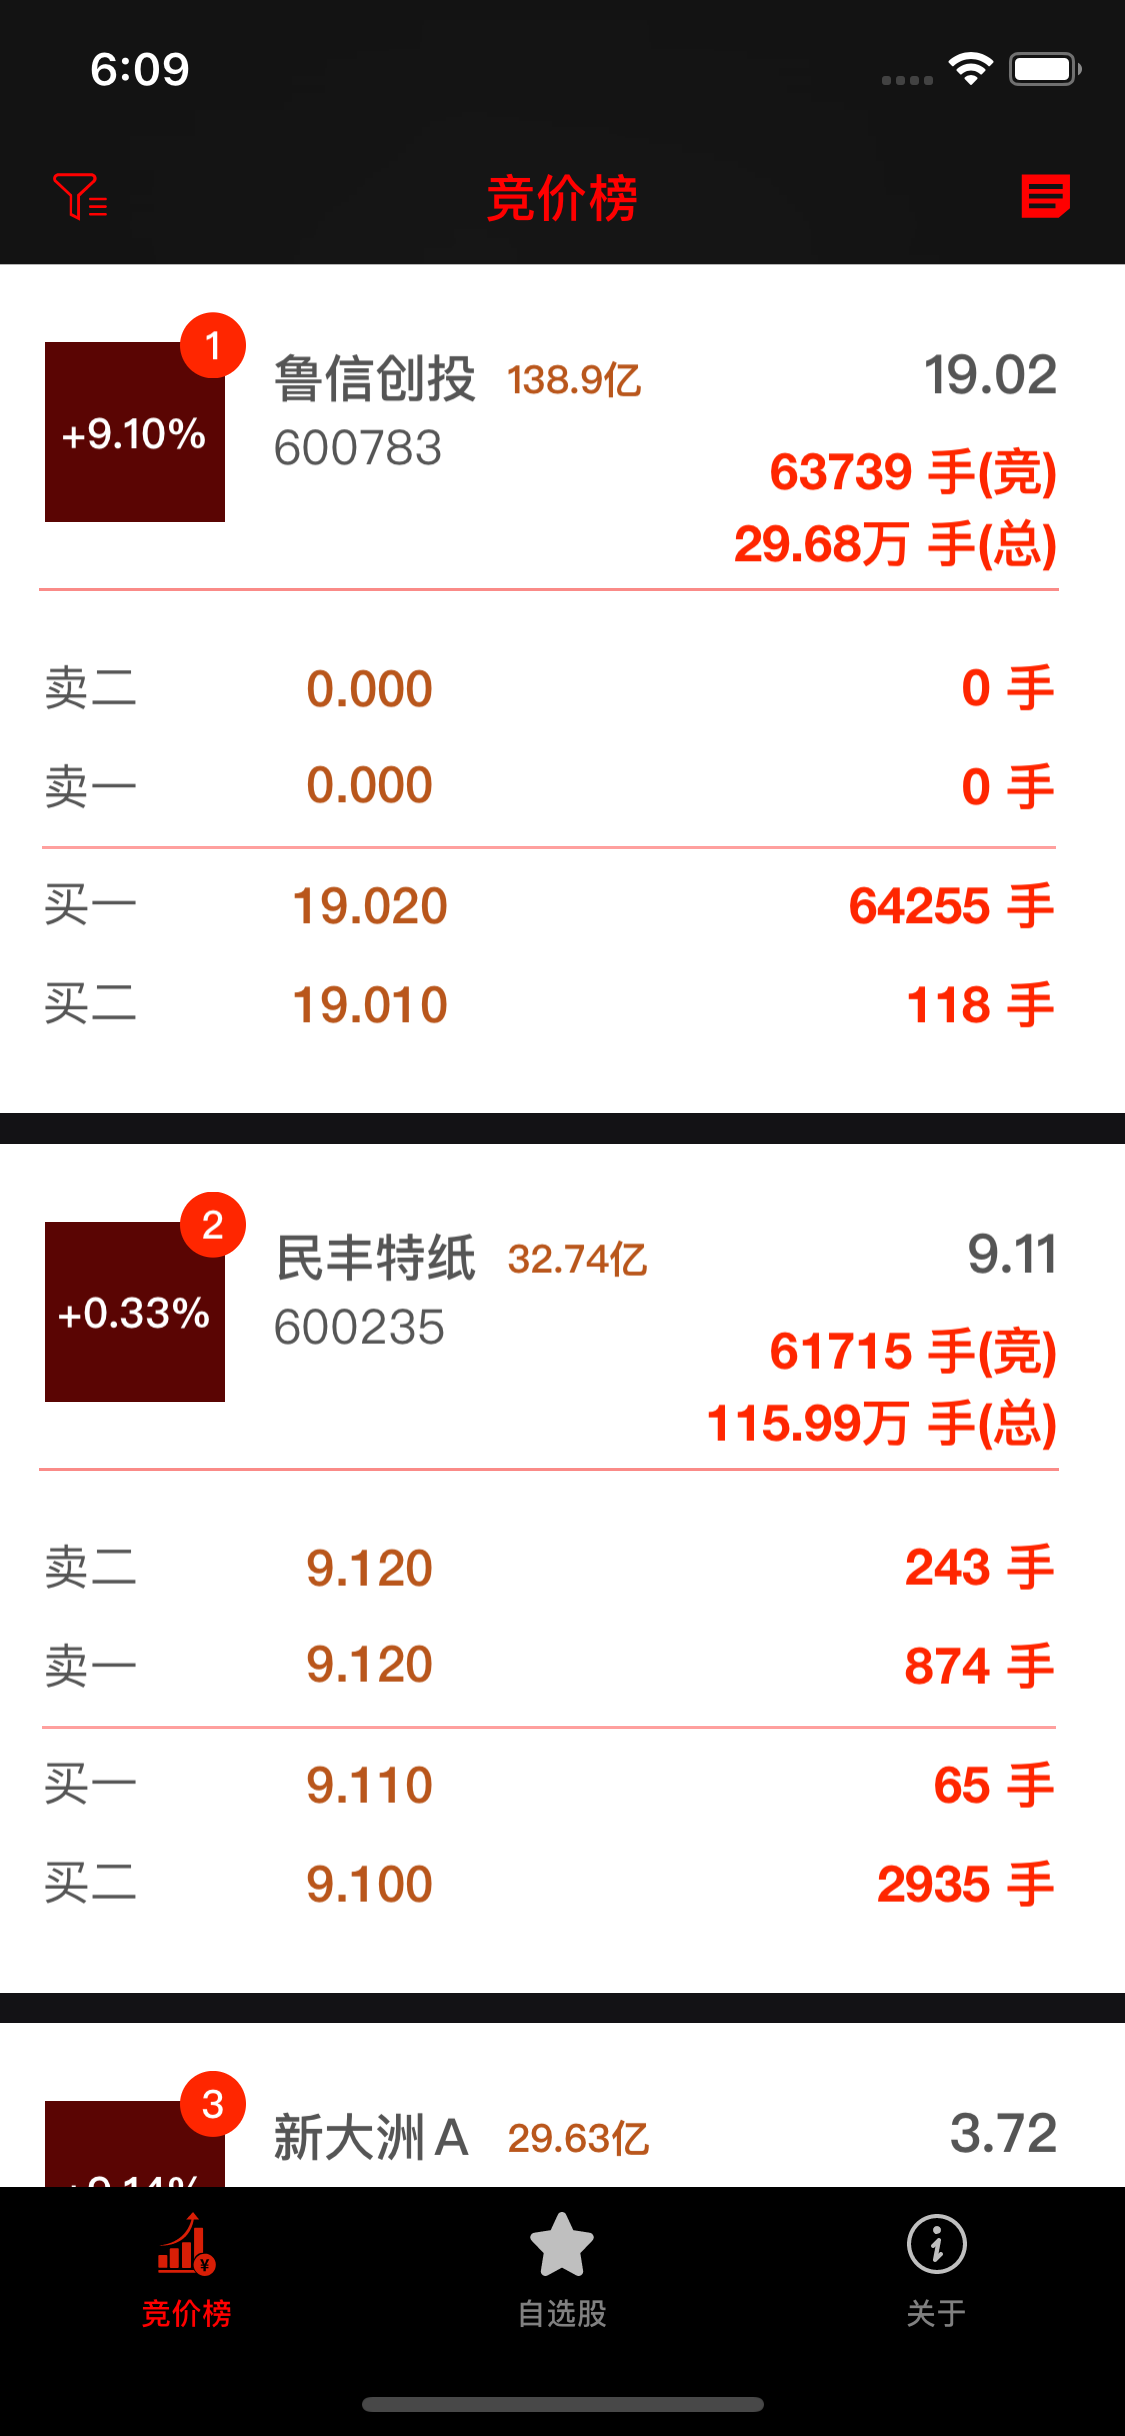 6:09
竞价榜
1
+9.10%
鲁信创投 138.9亿 19.02
600783
63739 手(竞)
29.68万 手(总)
卖二 0.000 0 手
卖一 0.000 0 手
买一 19.020 64255 手
买二 19.010 118 手
2
+0.33%
民丰特纸 32.74亿 9.11
600235
61715 手(竞)
115.99万 手(总)
卖二 9.120 243 手
卖一 9.120 874 手
买一 9.110 65 手
买二 9.100 2935 手
3
新大洲A 29.63亿 3.72
竞价榜 自选股 关于